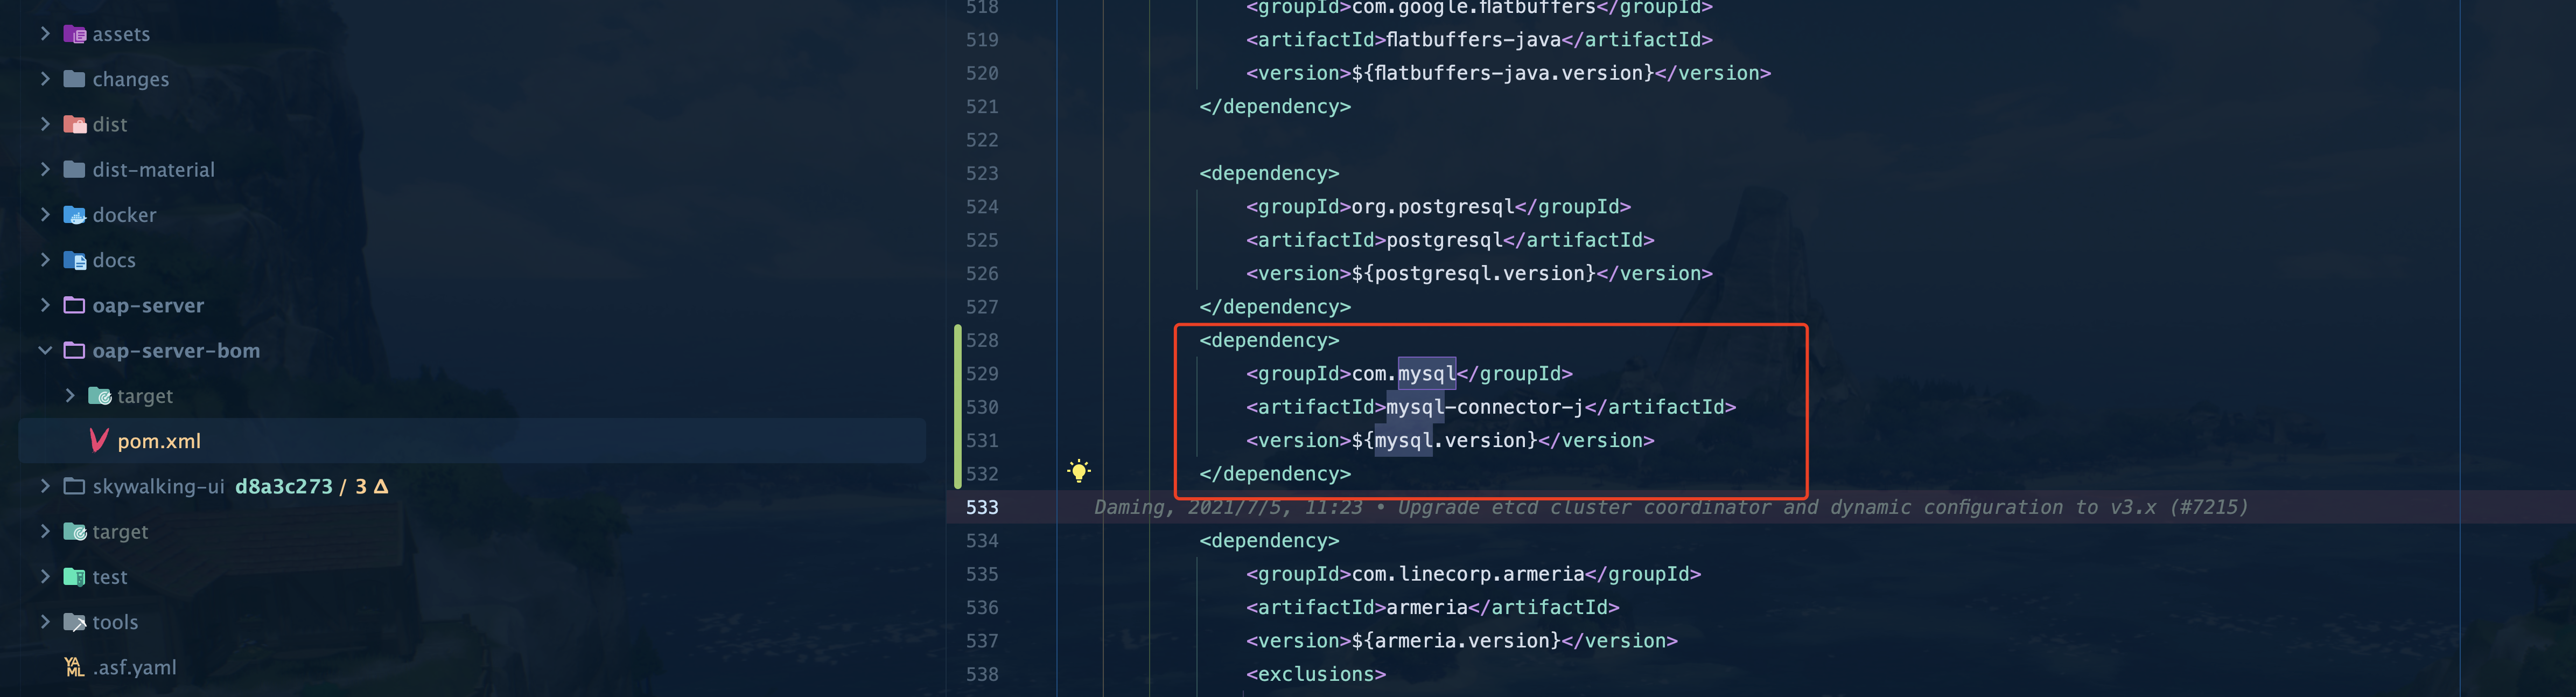 assets
changes
dist
dist-material
docker
docs
oap-server
oap-server-bom
target
pom.xml
skywalking-ui d8a3c273 / 3 Δ
target
test
tools
YAML .asf.yaml
518 <groupId>com.google.flatbuffers</groupId>
519 <artifactId>flatbuffers-java</artifactId>
520 <version>${flatbuffers-java.version}</version>
521 </dependency>
522
523 <dependency>
524 <groupId>org.postgresql</groupId>
525 <artifactId>postgresql</artifactId>
526 <version>${postgresql.version}</version>
527 </dependency>
528 <dependency>
529 <groupId>com.mysql</groupId>
530 <artifactId>mysql-connector-j</artifactId>
531 <version>${mysql.version}</version>
532 </dependency>
533 Daming, 2021/7/5, 11:23 • Upgrade etcd cluster coordinator and dynamic configuration to v3.x (#7215)
534 <dependency>
535 <groupId>com.linecorp.armeria</groupId>
536 <artifactId>armeria</artifactId>
537 <version>${armeria.version}</version>
538 <exclusions>